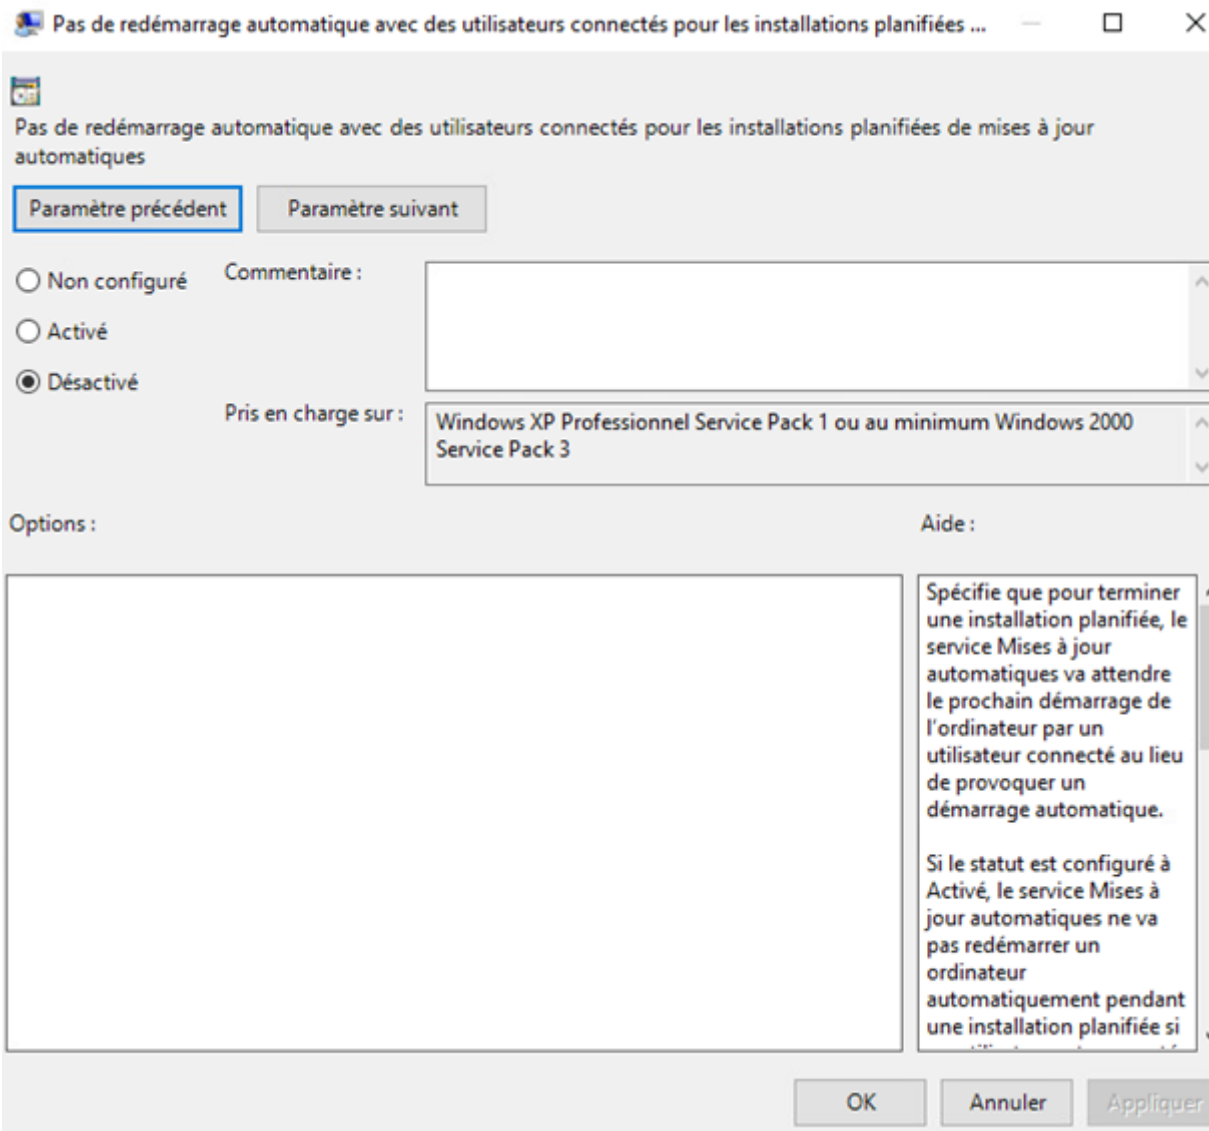 Pas de redémarrage automatique avec des utilisateurs connectés pour les installations planifiées ...
Pas de redémarrage automatique avec des utilisateurs connectés pour les installations planifiées de mises à jour
automatiques
Paramètre précédent
Paramètre suivant
Non configuré
Commentaire :
Activé
Désactivé
Pris en charge sur :
Windows XP Professionnel Service Pack 1 ou au minimum Windows 2000
Service Pack 3
Options :
Aide :
Spécifie que pour terminer
une installation planifiée, le
service Mises à jour
automatiques va attendre
le prochain démarrage de
l'ordinateur par un
utilisateur connecté au lieu
de provoquer un
démarrage automatique.
Si le statut est configuré à
Activé, le service Mises à
jour automatiques ne va
pas redémarrer un
ordinateur
automatiquement pendant
une installation planifiée si
OK
Annuler
Appliquer